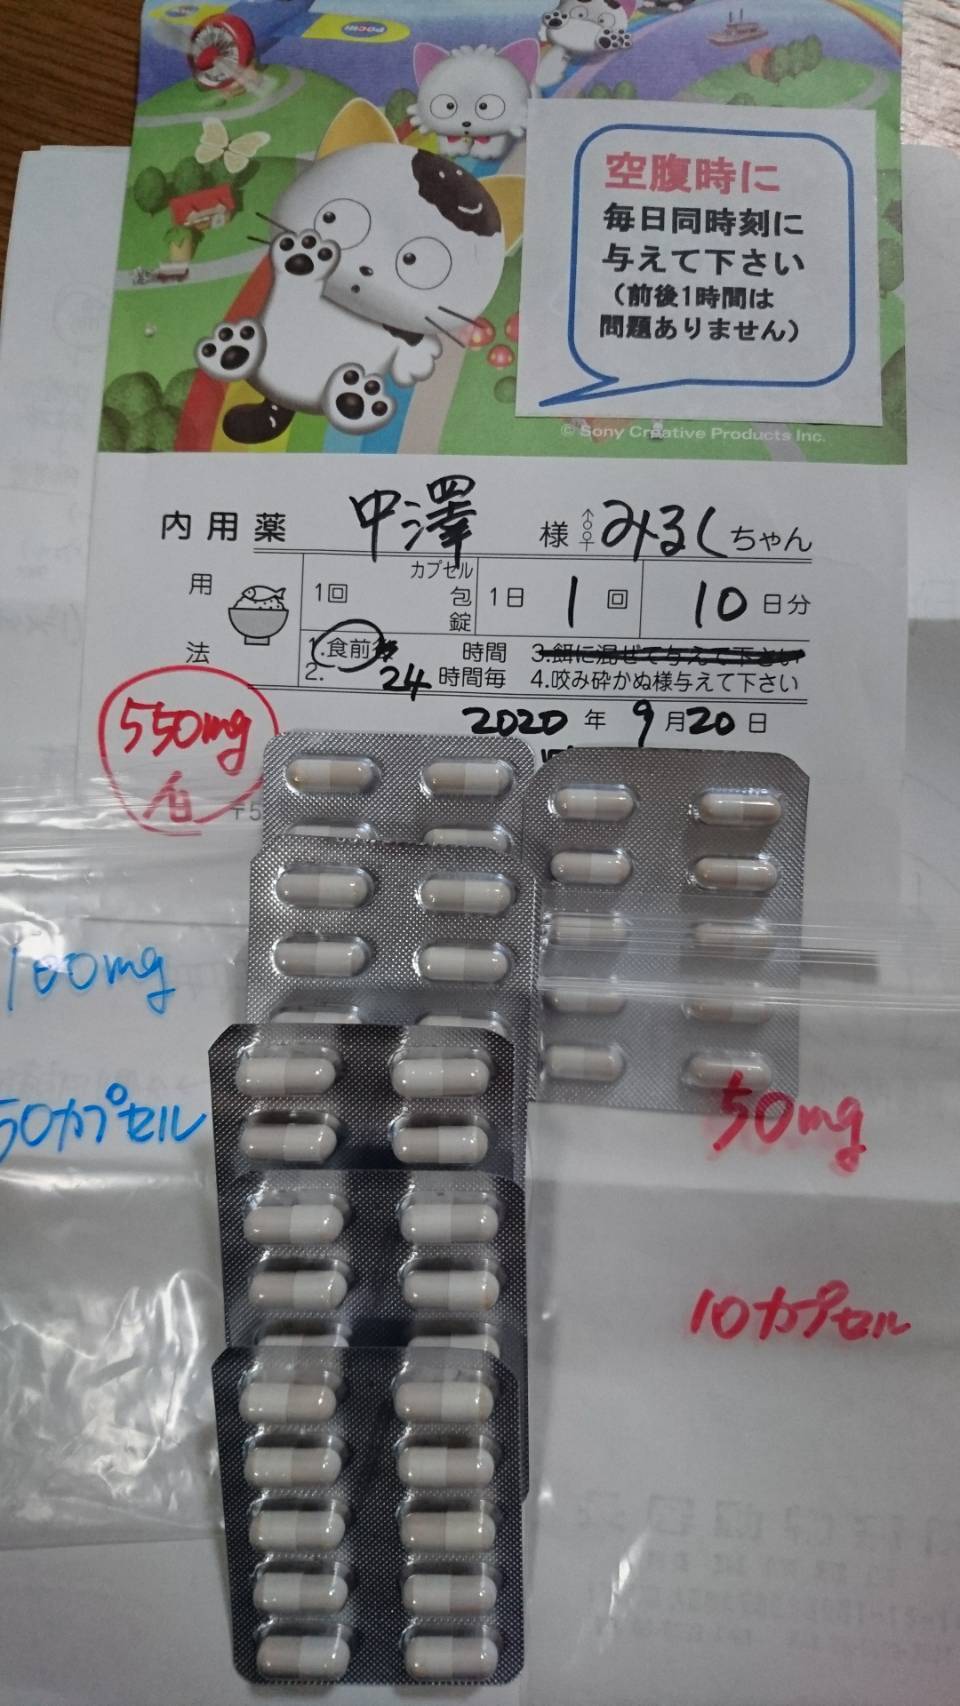 POCHI
空腹時に
毎日同時刻に
与えて下さい
（前後1時間は
問題ありません）
© Sony Creative Products Inc.
内用薬 中澤 様 ♂♀ みるくちゃん
用法
1回 カプセル 包 錠 1日 1 回 10 日分
1.食前後 時間 3.餌に混ぜて与えて下さい
2. 24 時間毎 4.咬み砕かぬ様与えて下さい
2020 年 9 月 20 日
550mg
〒5
100mg
50カプセル
50mg
10カプセル